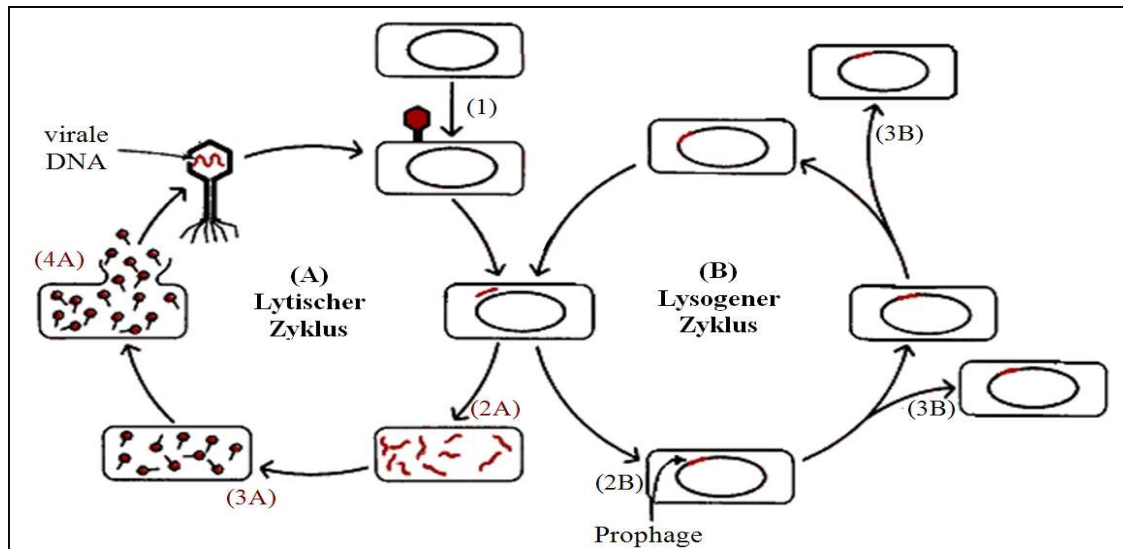 (1)
virale
DNA
(3B)
(4A)
(A)
Lytischer
Zyklus
(B)
Lysogener
Zyklus
(2A)
(3B)
(3A)
(2B)
Prophage